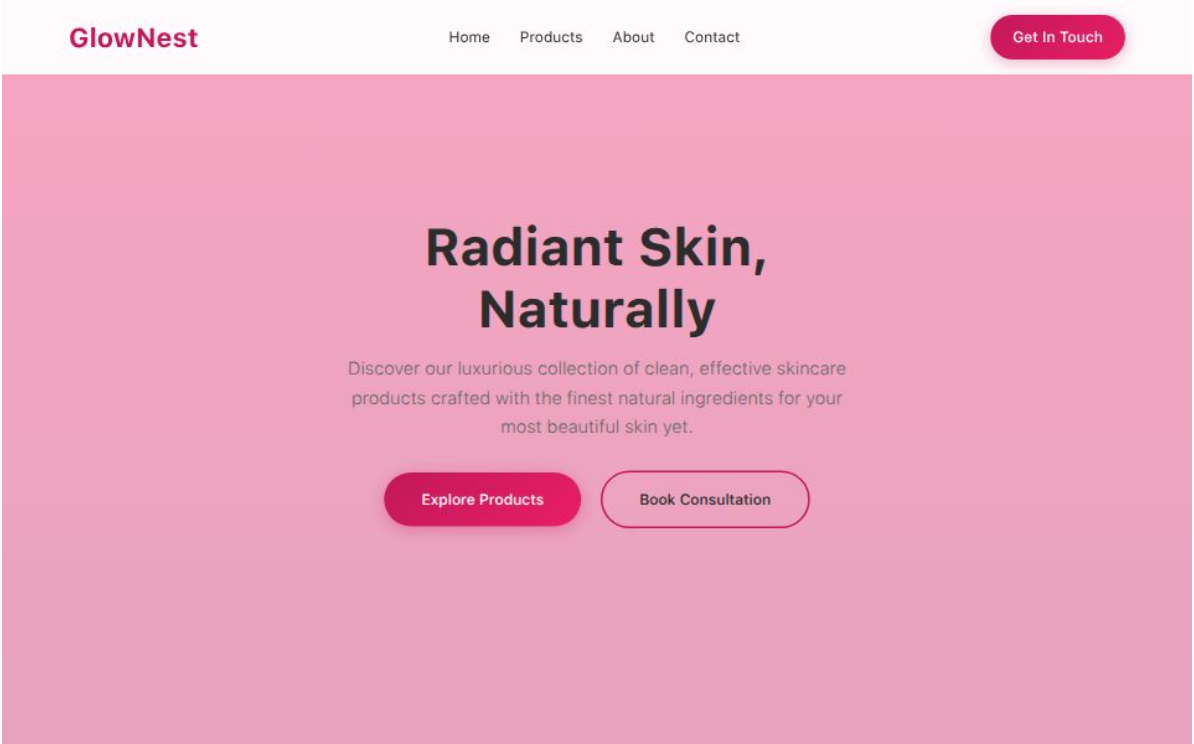 GlowNest
Home
Products
About
Contact
Get In Touch
Radiant Skin,
Naturally
Discover our luxurious collection of clean, effective skincare
products crafted with the finest natural ingredients for your
most beautiful skin yet.
Explore Products
Book Consultation